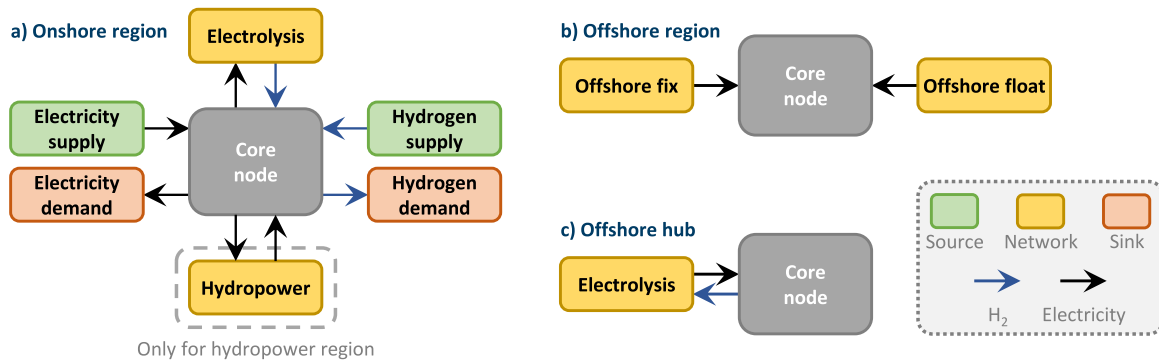 a) Onshore region
Electrolysis
Electricity
supply
Core
node
Hydrogen
supply
Electricity
demand
Hydrogen
demand
Hydropower
Only for hydropower region
b) Offshore region
Offshore fix
Core
node
Offshore float
c) Offshore hub
Electrolysis
Core
node
Source
Network
Sink
H₂
Electricity